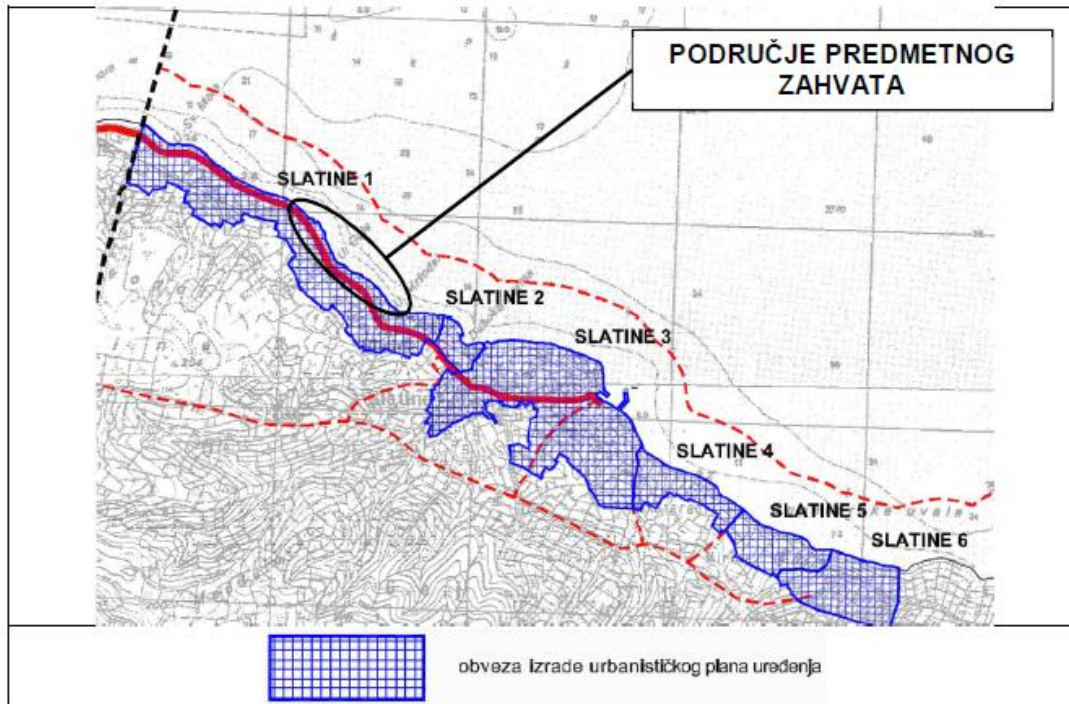 PODRUČJE PREDMETNOG
ZAHVATA
SLATINE 1
SLATINE 2
SLATINE 3
SLATINE 4
SLATINE 5
SLATINE 6
obveza izrade urbanističkog plana uređenja